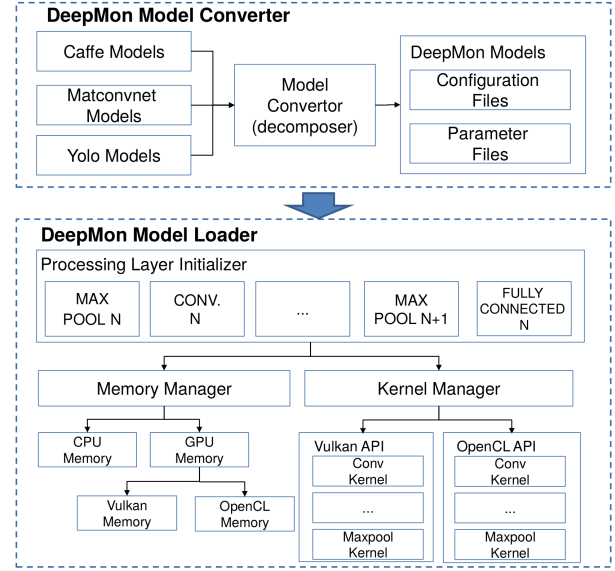 DeepMon Model Converter
Caffe Models
Matconvnet
Models
Yolo Models
Model
Convertor
(decomposer)
DeepMon Models
Configuration
Files
Parameter
Files
DeepMon Model Loader
Processing Layer Initializer
MAX
POOL N
CONV.
N
...
MAX
POOL N+1
FULLY
CONNECTED
N
Memory Manager
Kernel Manager
CPU
Memory
GPU
Memory
Vulkan
Memory
OpenCL
Memory
Vulkan API
Conv
Kernel
...
Maxpool
Kernel
OpenCL API
Conv
Kernel
...
Maxpool
Kernel